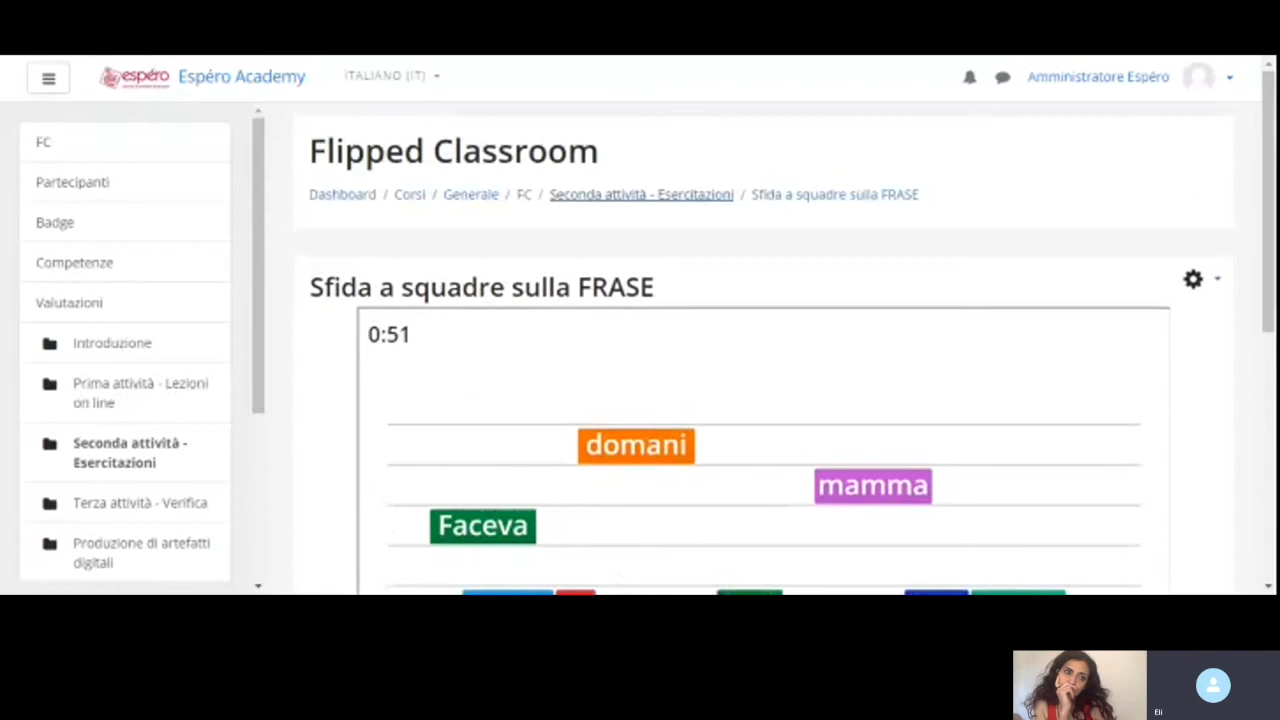 espéro
Espéro Academy
ITALIANO (IT)
Amministratore Espéro
FC
Partecipanti
Badge
Competenze
Valutazioni
Introduzione
Prima attività - Lezioni
on line
Seconda attività -
Esercitazioni
Terza attività - Verifica
Produzione di artefatti
digitali
Flipped Classroom
Dashboard / Corsi / Generale / FC / Seconda attività - Esercitazioni / Sfida a squadre sulla FRASE
Sfida a squadre sulla FRASE
0:51
domani
mamma
Faceva
Eli